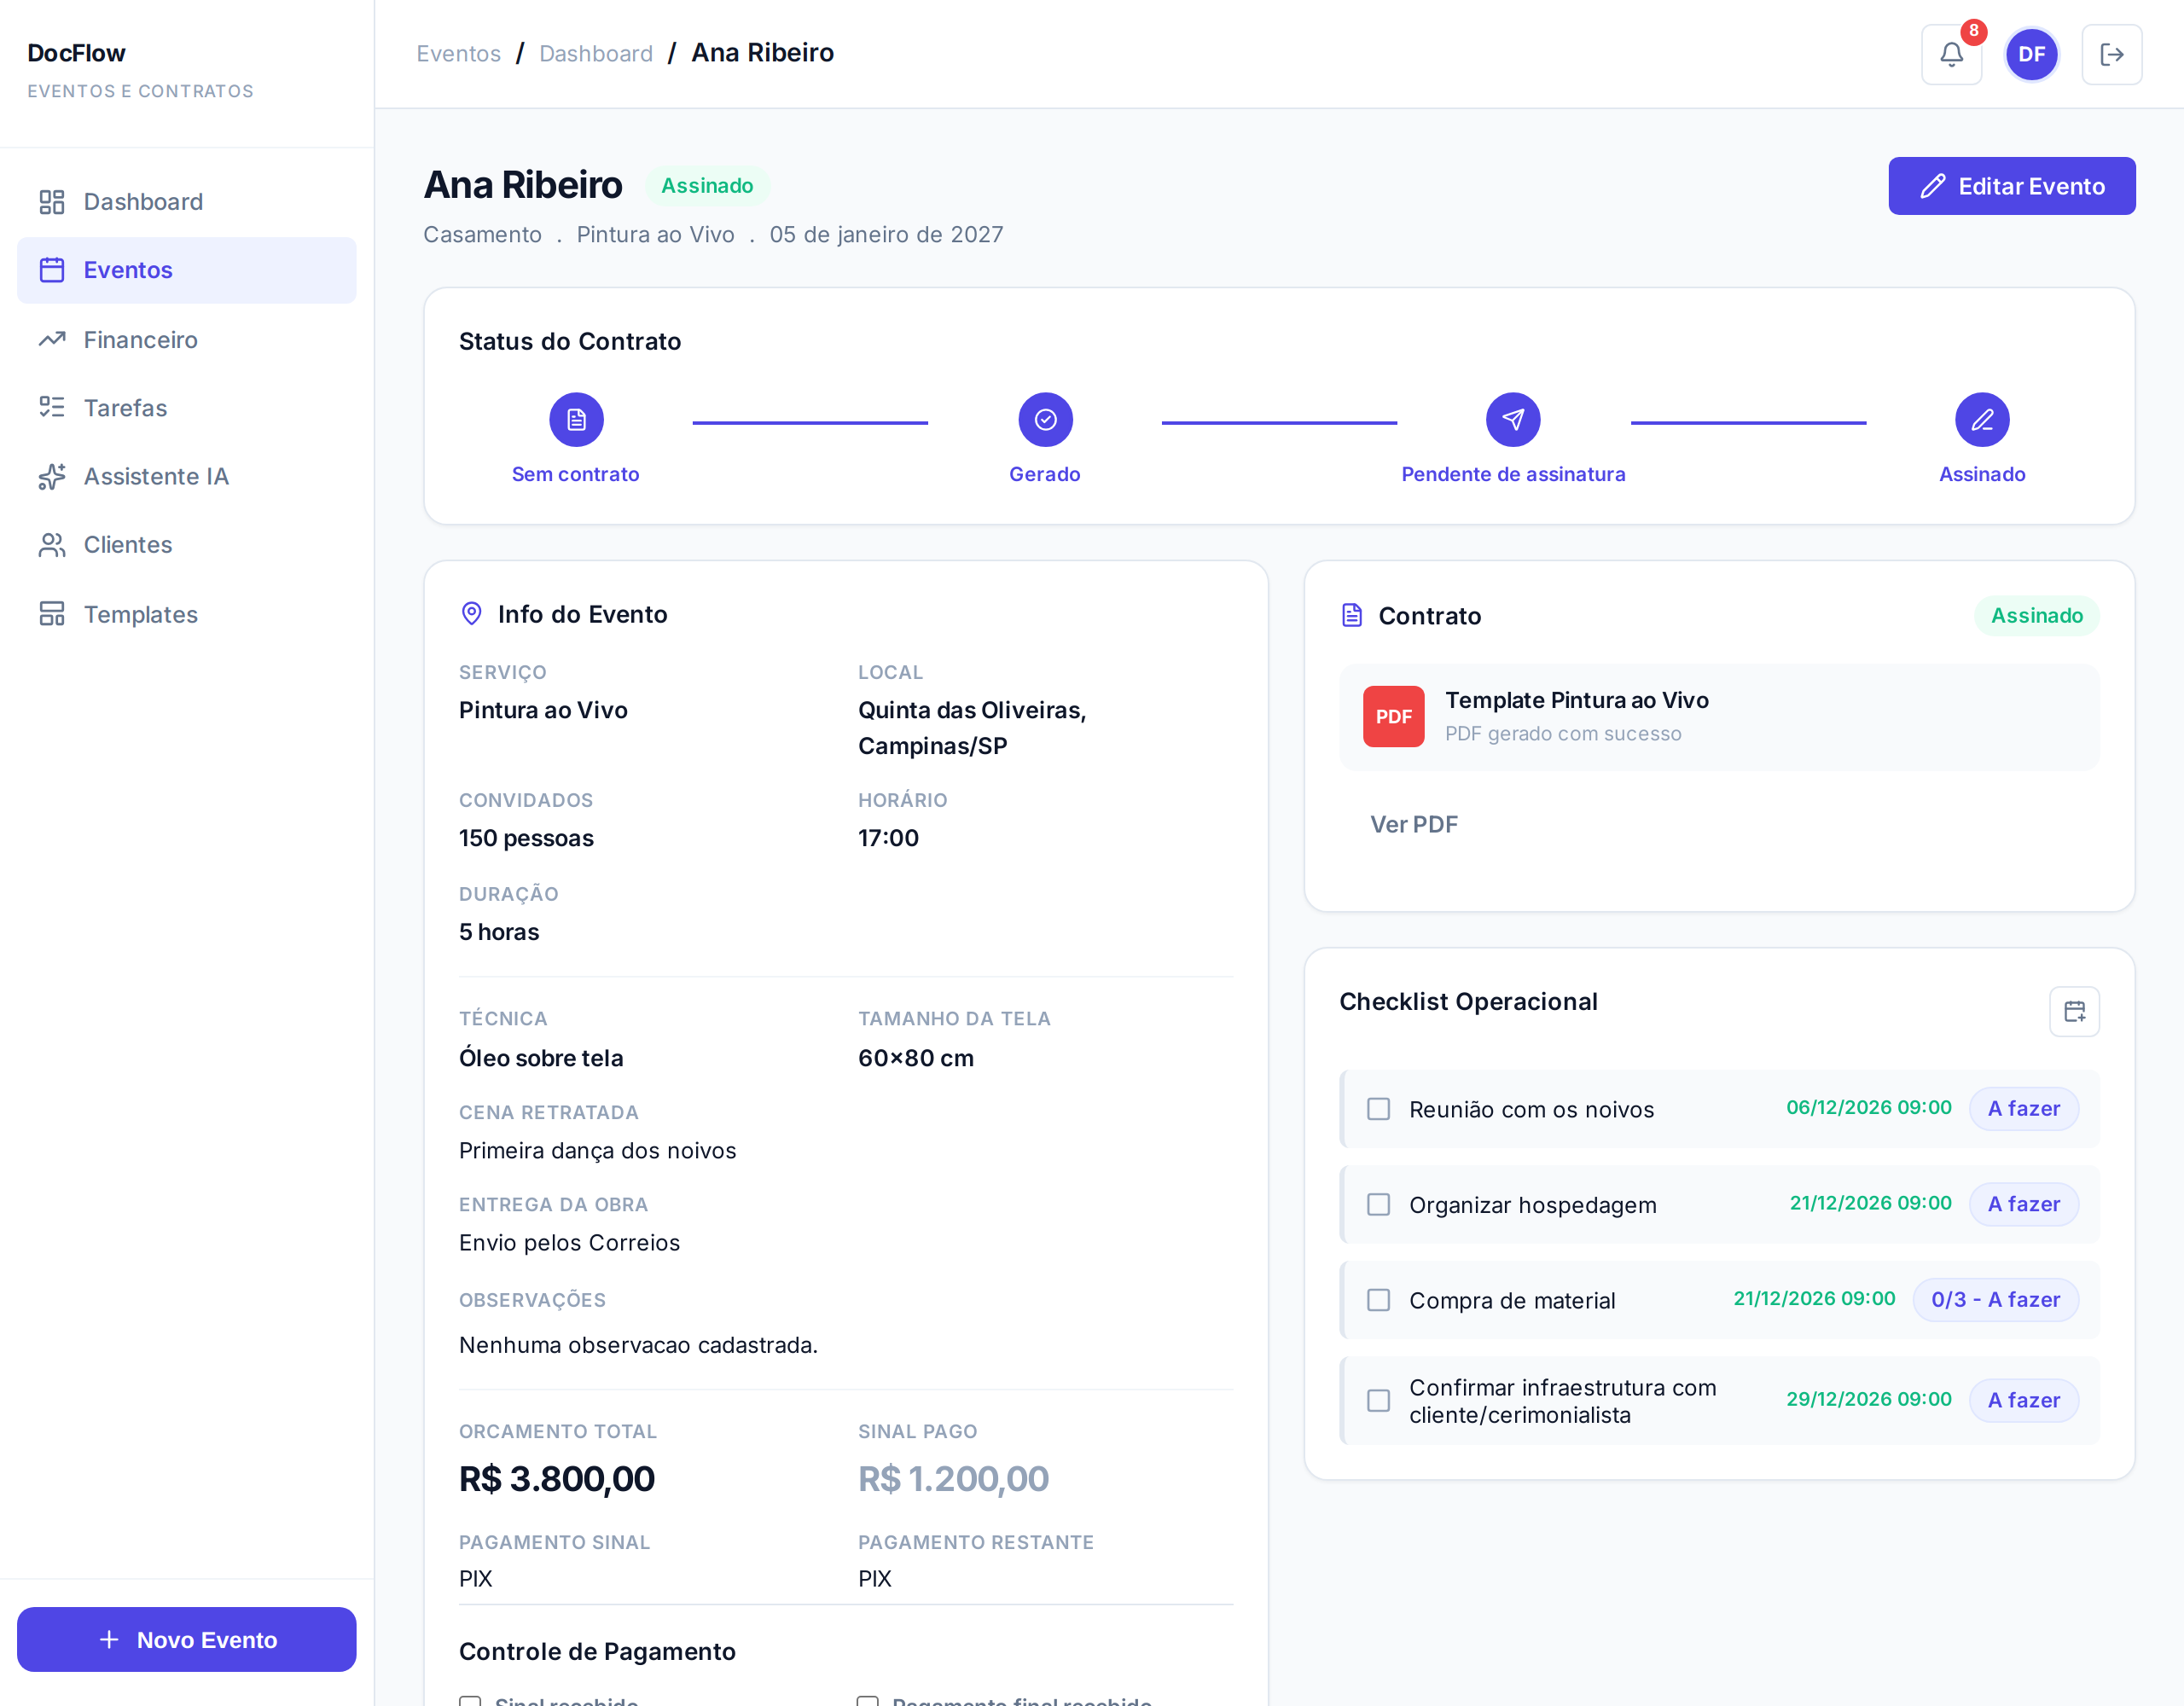 DocFlow
EVENTOS E CONTRATOS
Dashboard
Eventos
Financeiro
Tarefas
Assistente IA
Clientes
Templates
Novo Evento
Eventos / Dashboard / Ana Ribeiro
8
DF
Ana Ribeiro Assinado
Casamento . Pintura ao Vivo . 05 de janeiro de 2027
Editar Evento
Status do Contrato
Sem contrato
Gerado
Pendente de assinatura
Assinado
Info do Evento
SERVIÇO
Pintura ao Vivo
LOCAL
Quinta das Oliveiras,
Campinas/SP
CONVIDADOS
150 pessoas
HORÁRIO
17:00
DURAÇÃO
5 horas
TÉCNICA
Óleo sobre tela
TAMANHO DA TELA
60×80 cm
CENA RETRATADA
Primeira dança dos noivos
ENTREGA DA OBRA
Envio pelos Correios
OBSERVAÇÕES
Nenhuma observacao cadastrada.
ORCAMENTO TOTAL
R$ 3.800,00
SINAL PAGO
R$ 1.200,00
PAGAMENTO SINAL
PIX
PAGAMENTO RESTANTE
PIX
Controle de Pagamento
Sinal recebido
Pagamento final recebido
Contrato
Assinado
PDF
Template Pintura ao Vivo
PDF gerado com sucesso
Ver PDF
Checklist Operacional
Reunião com os noivos 06/12/2026 09:00 A fazer
Organizar hospedagem 21/12/2026 09:00 A fazer
Compra de material 21/12/2026 09:00 0/3 - A fazer
Confirmar infraestrutura com
cliente/cerimonialista
29/12/2026 09:00 A fazer